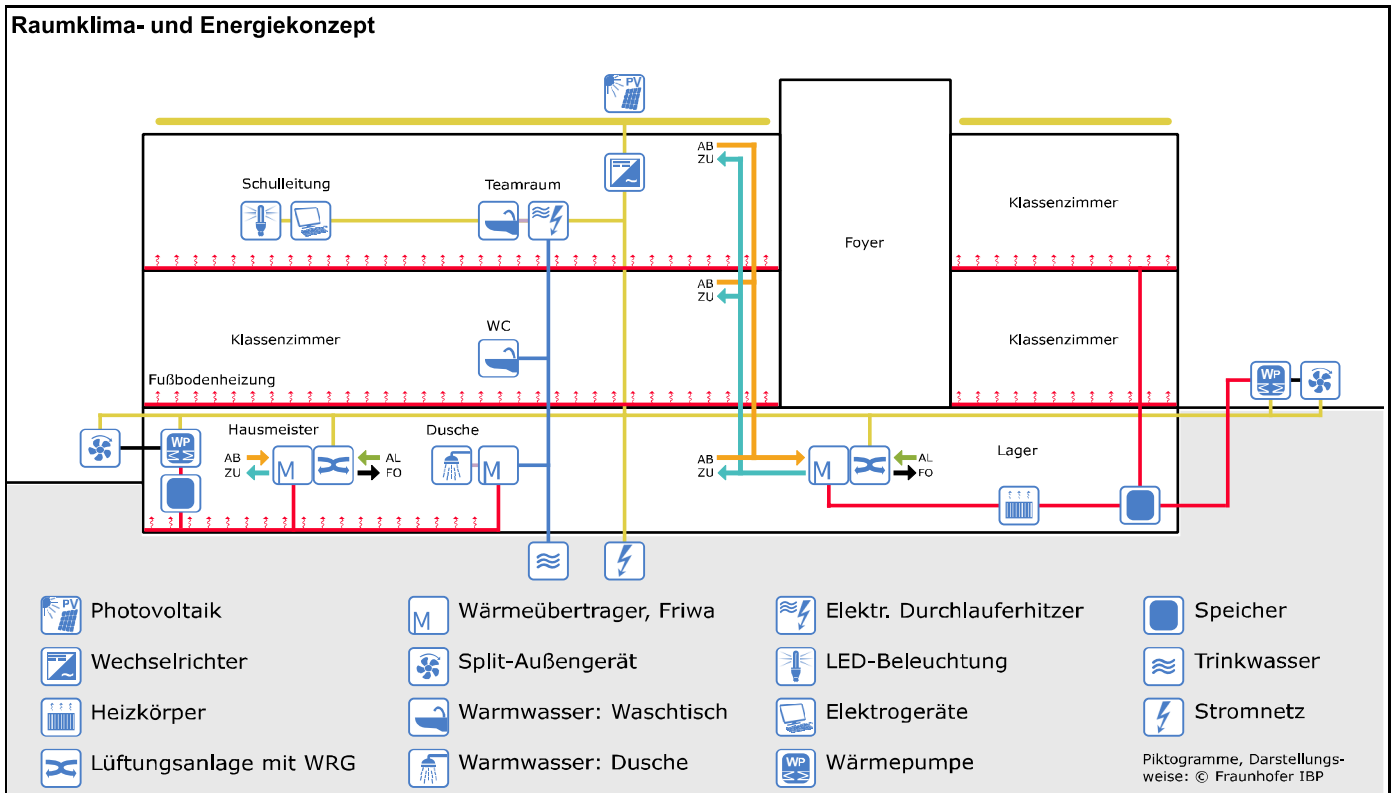 Raumklima- und Energiekonzept
PV
AB
ZU
Schulleitung
Teamraum
Klassenzimmer
Foyer
AB
ZU
WC
Klassenzimmer
Klassenzimmer
Fußbodenheizung
WP
WP
Hausmeister
Dusche
Lager
AB
ZU
M
AL
FO
M
AB
ZU
M
AL
FO
PV
Photovoltaik
M
Wärmeübertrager, Friwa
Elektr. Durchlauferhitzer
Speicher
Wechselrichter
Split-Außengerät
LED-Beleuchtung
Trinkwasser
Heizkörper
Warmwasser: Waschtisch
Elektrogeräte
Stromnetz
Lüftungsanlage mit WRG
Warmwasser: Dusche
WP
Wärmepumpe
Piktogramme, Darstellungs-
weise: © Fraunhofer IBP